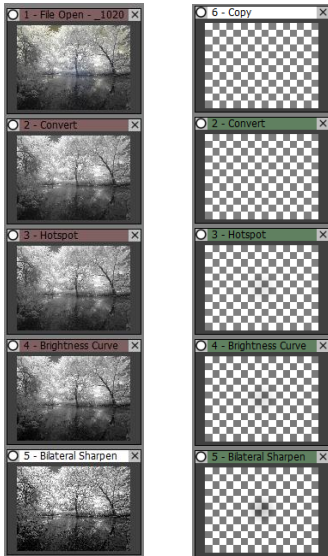 1 - File Open - _1020
2 - Convert
3 - Hotspot
4 - Brightness Curve
5 - Bilateral Sharpen
6 - Copy
2 - Convert
3 - Hotspot
4 - Brightness Curve
5 - Bilateral Sharpen